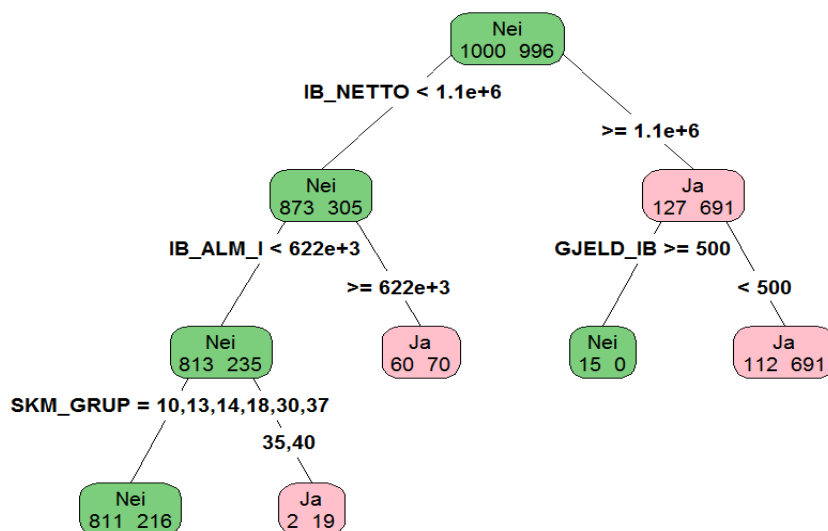 Nei
1000 996
IB_NETTO < 1.1e+6
>= 1.1e+6
Nei
873 305
Ja
127 691
IB_ALM_I < 622e+3
>= 622e+3
GJELD_IB >= 500
< 500
Nei
813 235
Ja
60 70
Nei
15 0
Ja
112 691
SKM_GRUP = 10,13,14,18,30,37
35,40
Nei
811 216
Ja
2 19